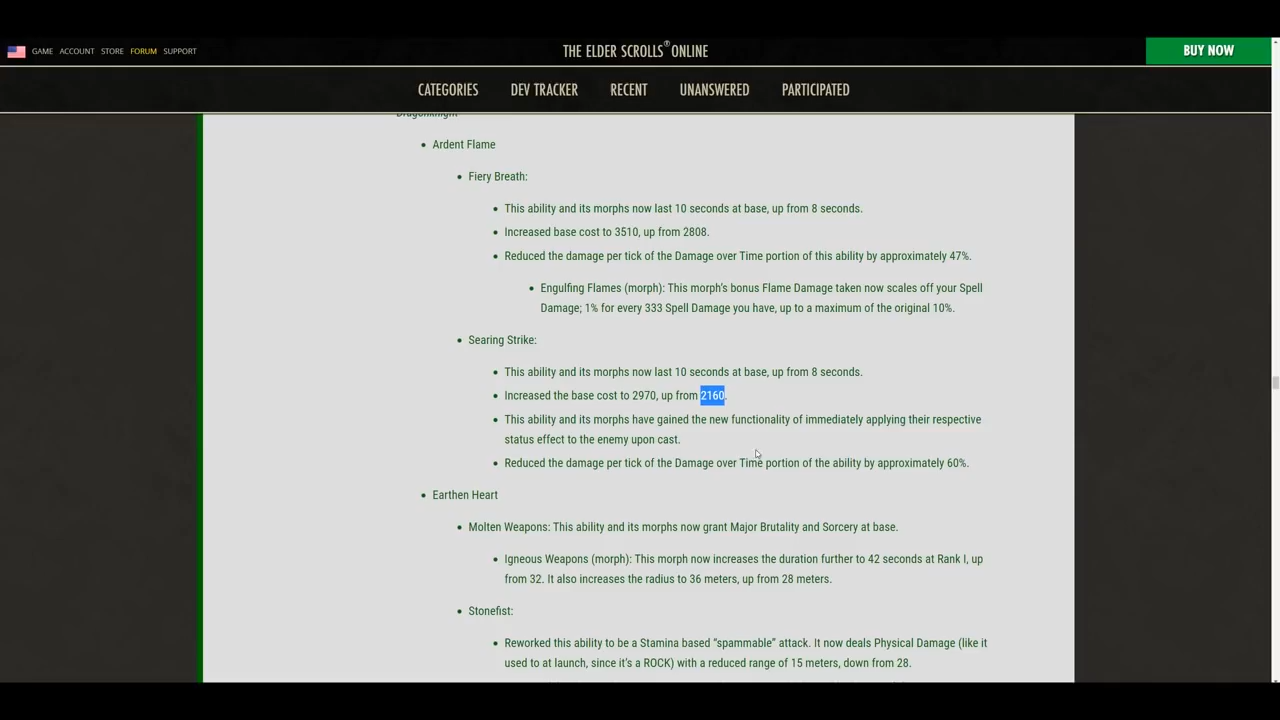 GAME ACCOUNT STORE FORUM SUPPORT
THE ELDER SCROLLS® ONLINE
BUY NOW
CATEGORIES DEV TRACKER RECENT UNANSWERED PARTICIPATED
Dragonknight
• Ardent Flame
• Fiery Breath:
• This ability and its morphs now last 10 seconds at base, up from 8 seconds.
• Increased base cost to 3510, up from 2808.
• Reduced the damage per tick of the Damage over Time portion of this ability by approximately 47%.
• Engulfing Flames (morph): This morph's bonus Flame Damage taken now scales off your Spell
Damage; 1% for every 333 Spell Damage you have, up to a maximum of the original 10%.
• Searing Strike:
• This ability and its morphs now last 10 seconds at base, up from 8 seconds.
• Increased the base cost to 2970, up from 2160.
• This ability and its morphs have gained the new functionality of immediately applying their respective
status effect to the enemy upon cast.
• Reduced the damage per tick of the Damage over Time portion of the ability by approximately 60%.
• Earthen Heart
• Molten Weapons: This ability and its morphs now grant Major Brutality and Sorcery at base.
• Igneous Weapons (morph): This morph now increases the duration further to 42 seconds at Rank I, up
from 32. It also increases the radius to 36 meters, up from 28 meters.
• Stonefist:
• Reworked this ability to be a Stamina based “spammable” attack. It now deals Physical Damage (like it
used to at launch, since it's a ROCK) with a reduced range of 15 meters, down from 28.